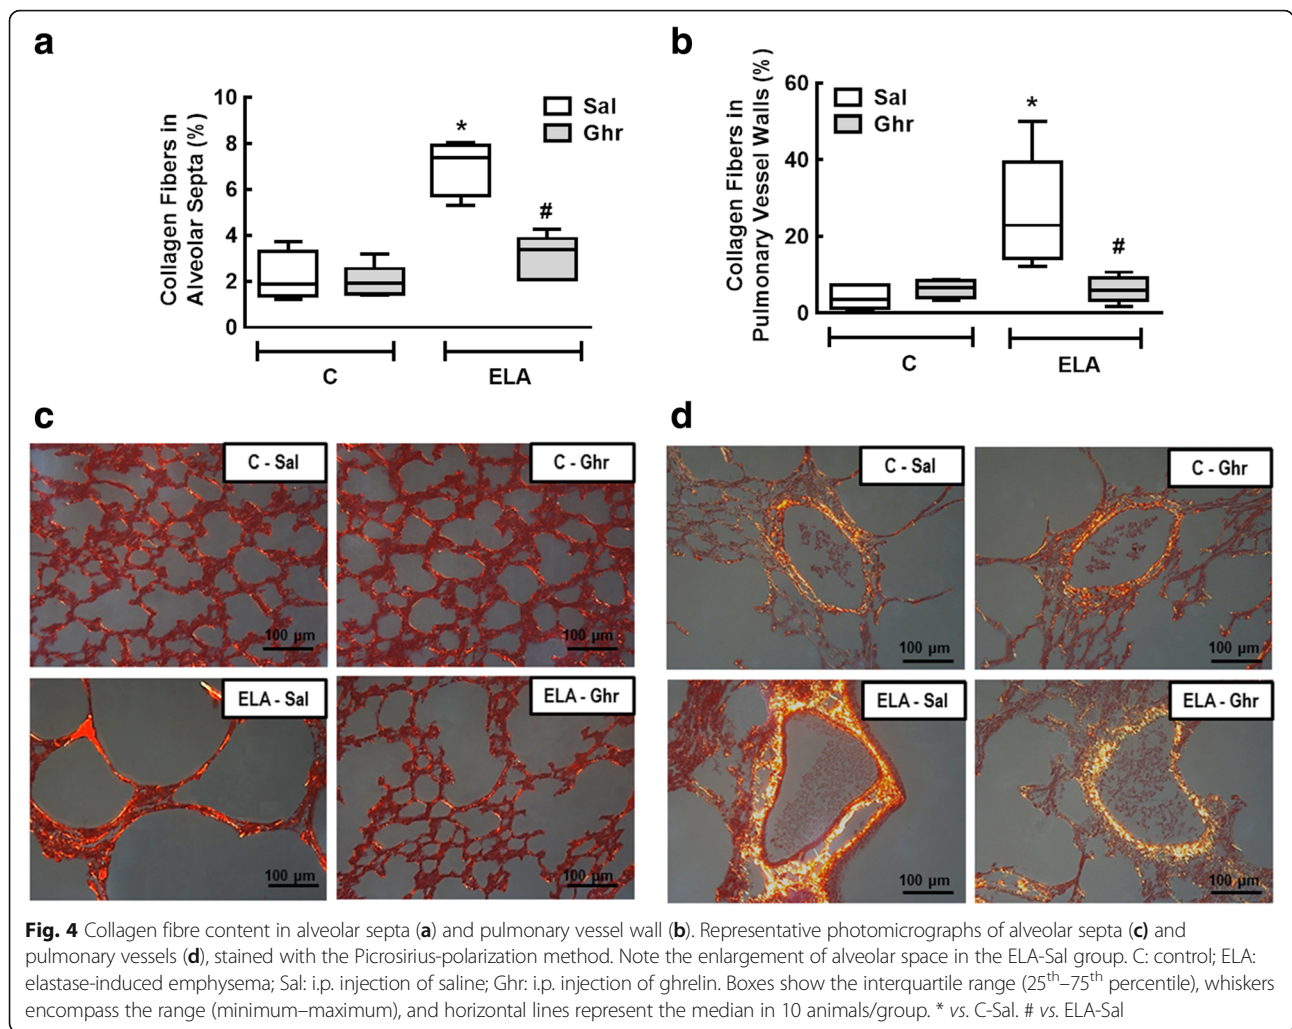 a
b
Collagen Fibers in
Alveolar Septa (%)
10
8
6
4
2
0
Sal
Ghr
*
#
C
ELA
Collagen Fibers in
Pulmonary Vessel Walls (%)
60
40
20
0
Sal
Ghr
*
#
C
ELA
c
d
C - Sal
100 µm
C - Ghr
100 µm
C - Sal
100 µm
C - Ghr
100 µm
ELA - Sal
100 µm
ELA - Ghr
100 µm
ELA - Sal
100 µm
ELA - Ghr
100 µm
Fig. 4 Collagen fibre content in alveolar septa (a) and pulmonary vessel wall (b). Representative photomicrographs of alveolar septa (c) and
pulmonary vessels (d), stained with the Picrosirius-polarization method. Note the enlargement of alveolar space in the ELA-Sal group. C: control; ELA:
elastase-induced emphysema; Sal: i.p. injection of saline; Ghr: i.p. injection of ghrelin. Boxes show the interquartile range (25th–75th percentile), whiskers
encompass the range (minimum–maximum), and horizontal lines represent the median in 10 animals/group. * vs. C-Sal. # vs. ELA-Sal